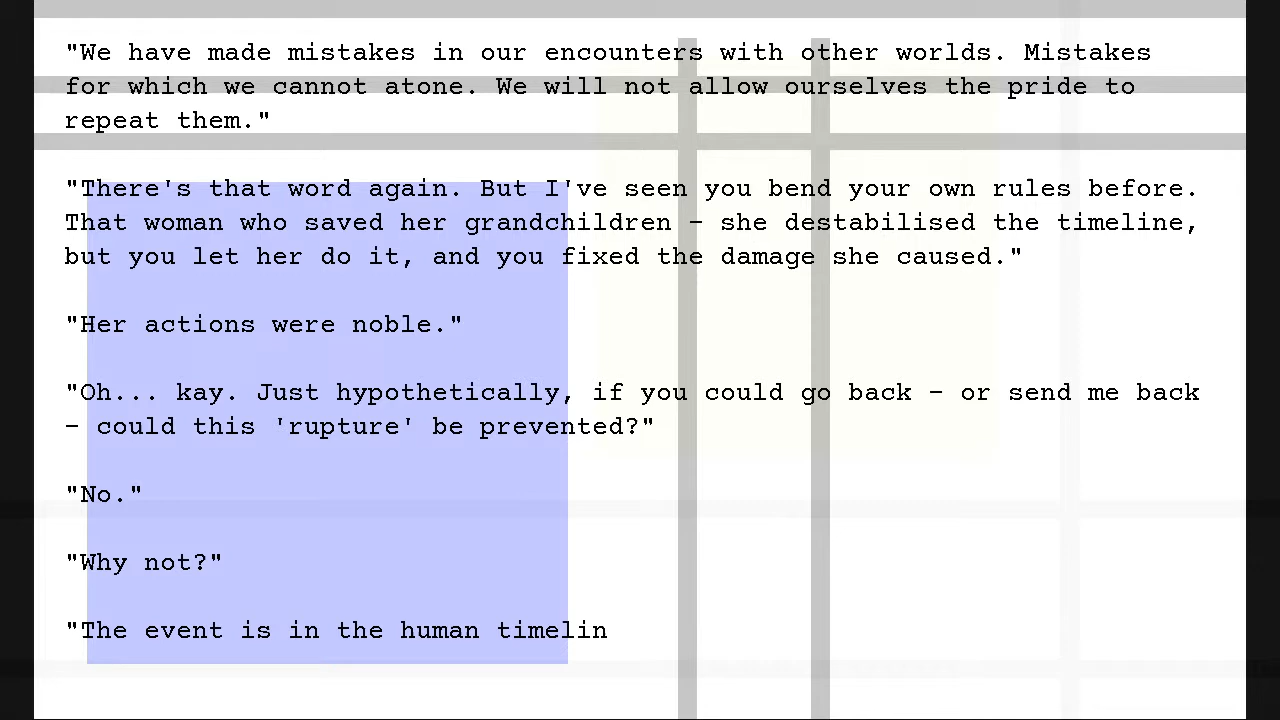 "We have made mistakes in our encounters with other worlds. Mistakes
for which we cannot atone. We will not allow ourselves the pride to
repeat them."
"There's that word again. But I've seen you bend your own rules before.
That woman who saved her grandchildren - she destabilised the timeline,
but you let her do it, and you fixed the damage she caused."
"Her actions were noble."
"Oh... kay. Just hypothetically, if you could go back - or send me back
- could this 'rupture' be prevented?"
"No."
"Why not?"
"The event is in the human timelin